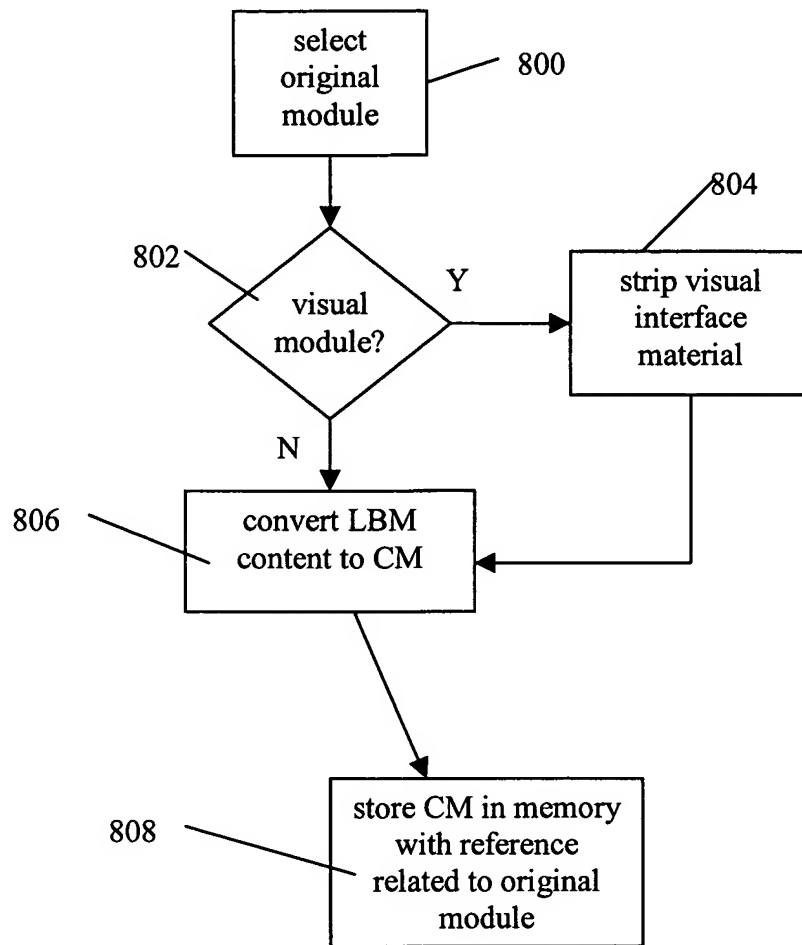 select
original
module
800
802
visual
module?
Y
804
strip visual
interface
material
N
806
convert LBM
content to CM
808
store CM in memory
with reference
related to original
module